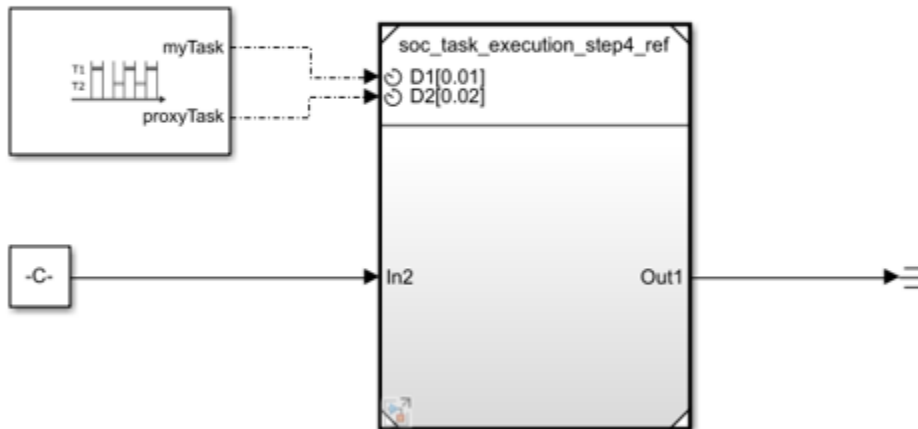 myTask
T1
T2
proxyTask
soc_task_execution_step4_ref
D1[0.01]
D2[0.02]
-C-
In2
Out1